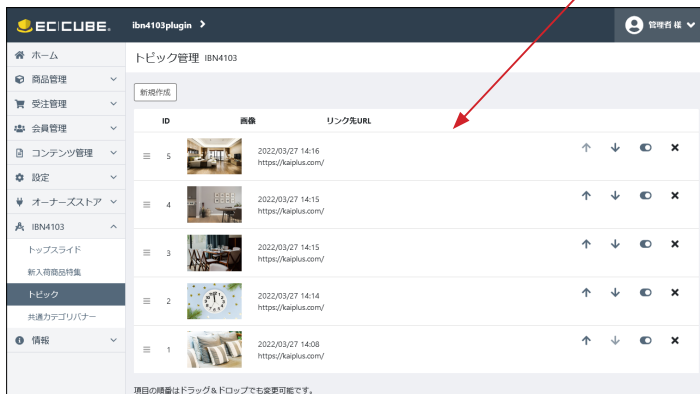 EC CUBE®
ibn4103plugin
管理者 様
ホーム
商品管理
受注管理
会員管理
コンテンツ管理
設定
オーナーズストア
IBN4103
トップスライド
新入荷商品特集
トピック
共通カテゴリバナー
情報
トピック管理 IBN4103
新規作成
ID 画像 リンク先URL
5 2022/03/27 14:16
https://kaiplus.com/
4 2022/03/27 14:15
https://kaiplus.com/
3 2022/03/27 14:15
https://kaiplus.com/
2 2022/03/27 14:14
https://kaiplus.com/
1 2022/03/27 14:08
https://kaiplus.com/
項目の順番はドラッグ&ドロップでも変更可能です。